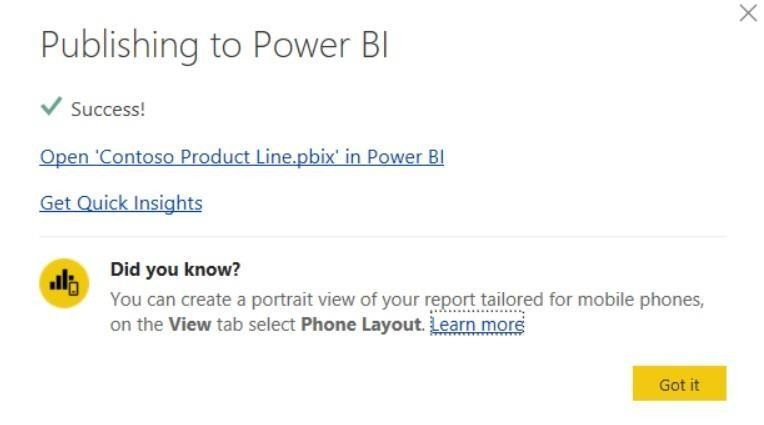 Publishing to Power BI
Success!
Open 'Contoso Product Line.pbix' in Power BI
Get Quick Insights
Did you know?
You can create a portrait view of your report tailored for mobile phones,
on the View tab select Phone Layout. Learn more
Got it